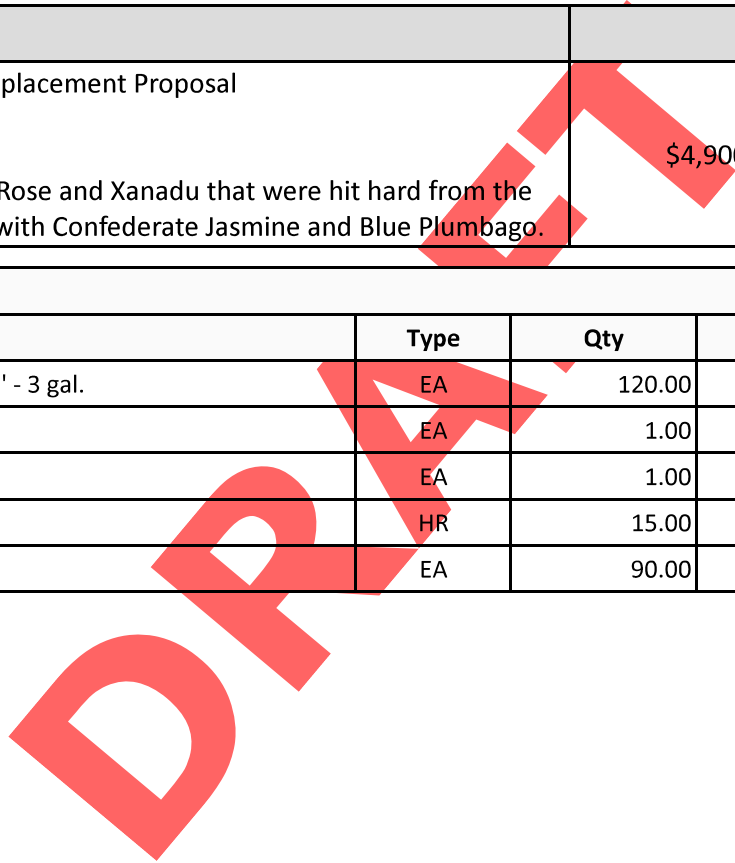 placement Proposal
$4,900
Rose and Xanadu that were hit hard from the
with Confederate Jasmine and Blue Plumbago.
Type Qty
' - 3 gal. EA 120.00
EA 1.00
EA 1.00
HR 15.00
EA 90.00
DRAFT